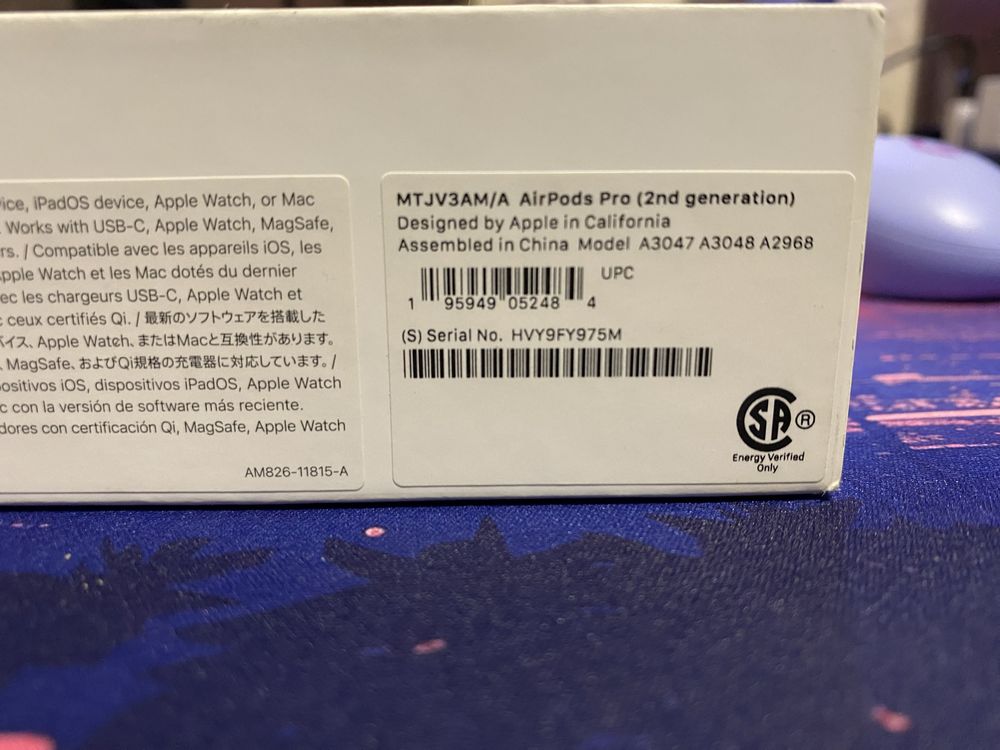 ice, iPadOS device, Apple Watch, or Mac
. Works with USB-C, Apple Watch, MagSafe,
rs. / Compatible avec les appareils iOS, les
Apple Watch et les Mac dotés du dernier
ec les chargeurs USB-C, Apple Watch et
c ceux certifiés Qi. / 最新のソフトウェアを搭載した
バイス、Apple Watch、またはMacと互換性があります。
、MagSafe、およびQi規格の充電器に対応しています。/
positivos iOS, dispositivos iPadOS, Apple Watch
c con la versión de software más reciente.
dores con certificación Qi, MagSafe, Apple Watch
AM826-11815-A
MTJV3AM/A AirPods Pro (2nd generation)
Designed by Apple in California
Assembled in China Model A3047 A3048 A2968
UPC
1 95949 05248 4
(S) Serial No. HVY9FY975M
SA ®
Energy Verified
Only